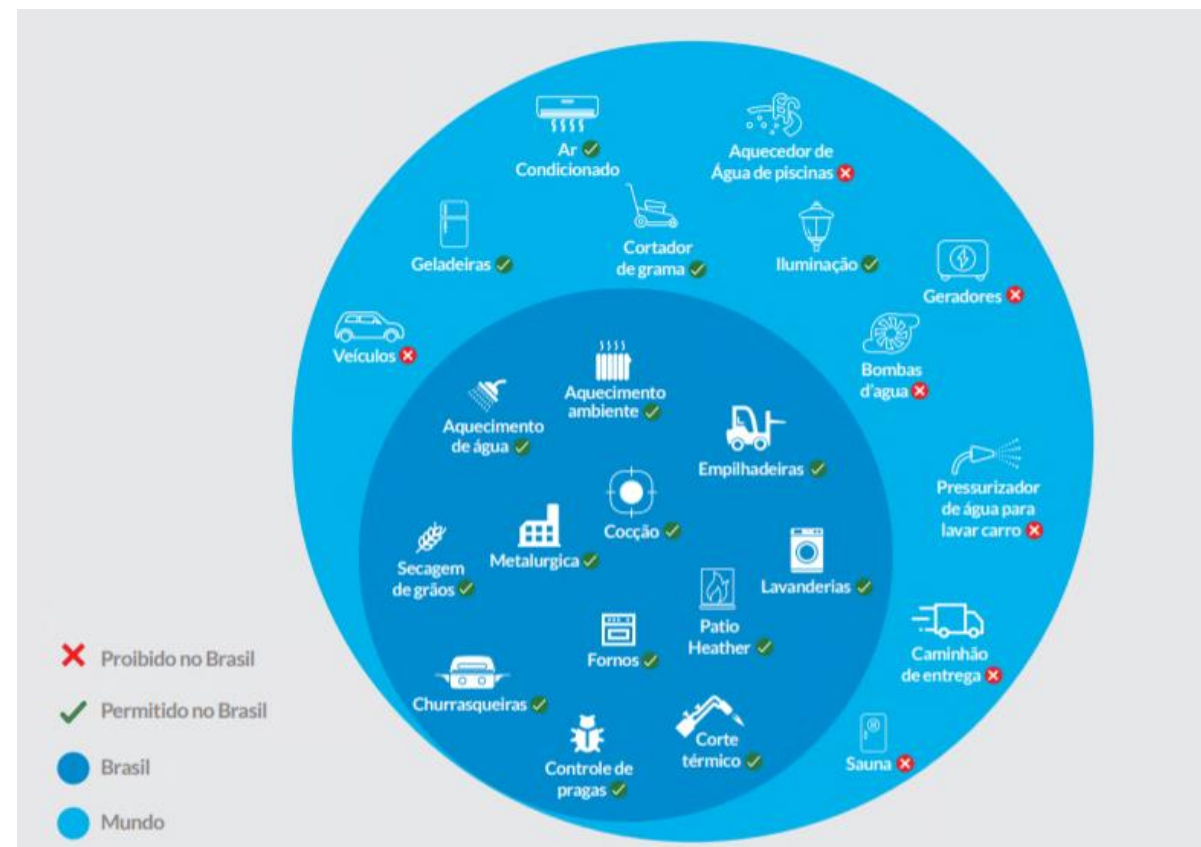 Ar
Condicionado
Aquecedor de
Água de piscinas
Geladeiras
Cortador
de grama
Iluminação
Geradores
Veículos
Bombas
d'agua
Aquecimento
ambiente
Aquecimento
de água
Empilhadeiras
Pressurizador
de água para
lavar carro
Cocção
Metalurgica
Secagem
de grãos
Lavanderias
Patio
Heather
Fornos
Caminhão
de entrega
Churrasqueiras
Corte
térmico
Sauna
Controle de
pragas
Proibido no Brasil
Permitido no Brasil
Brasil
Mundo